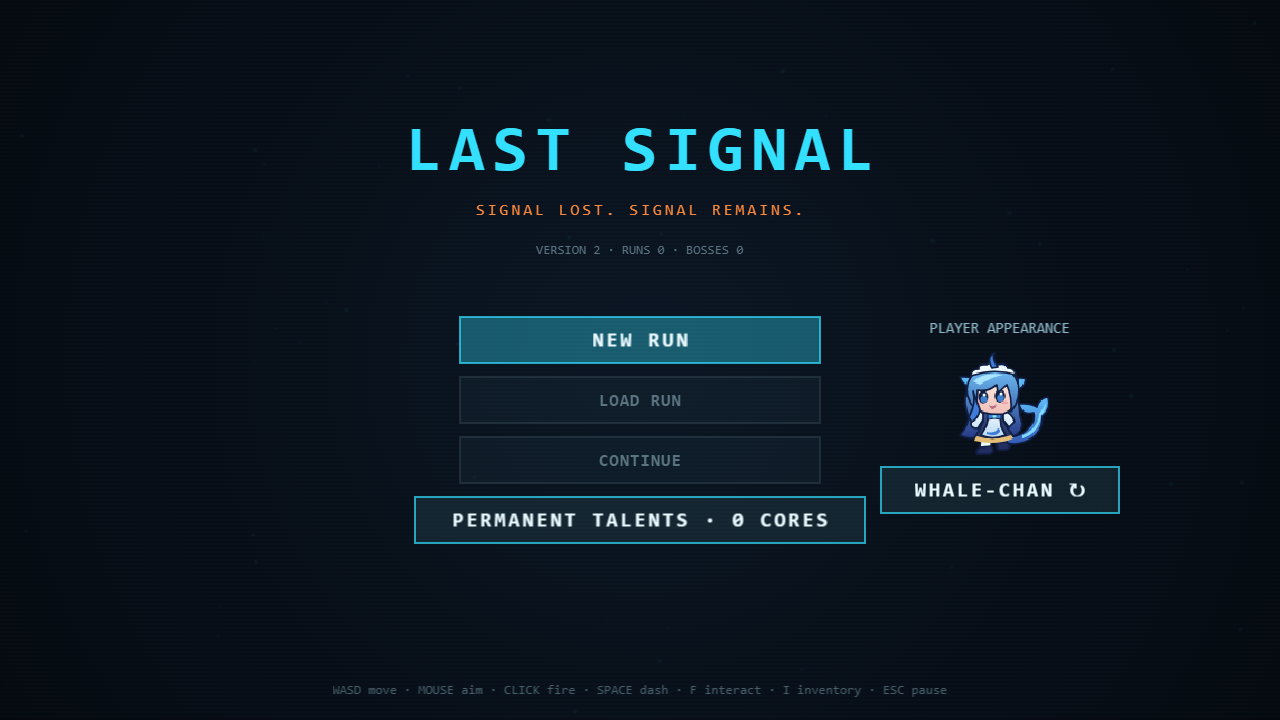 LAST SIGNAL
SIGNAL LOST. SIGNAL REMAINS.
VERSION 2 · RUNS 0 · BOSSES 0
NEW RUN
LOAD RUN
CONTINUE
PERMANENT TALENTS · 0 CORES
PLAYER APPEARANCE
WHALE-CHAN ↻
WASD move · MOUSE aim · CLICK fire · SPACE dash · F interact · I inventory · ESC pause